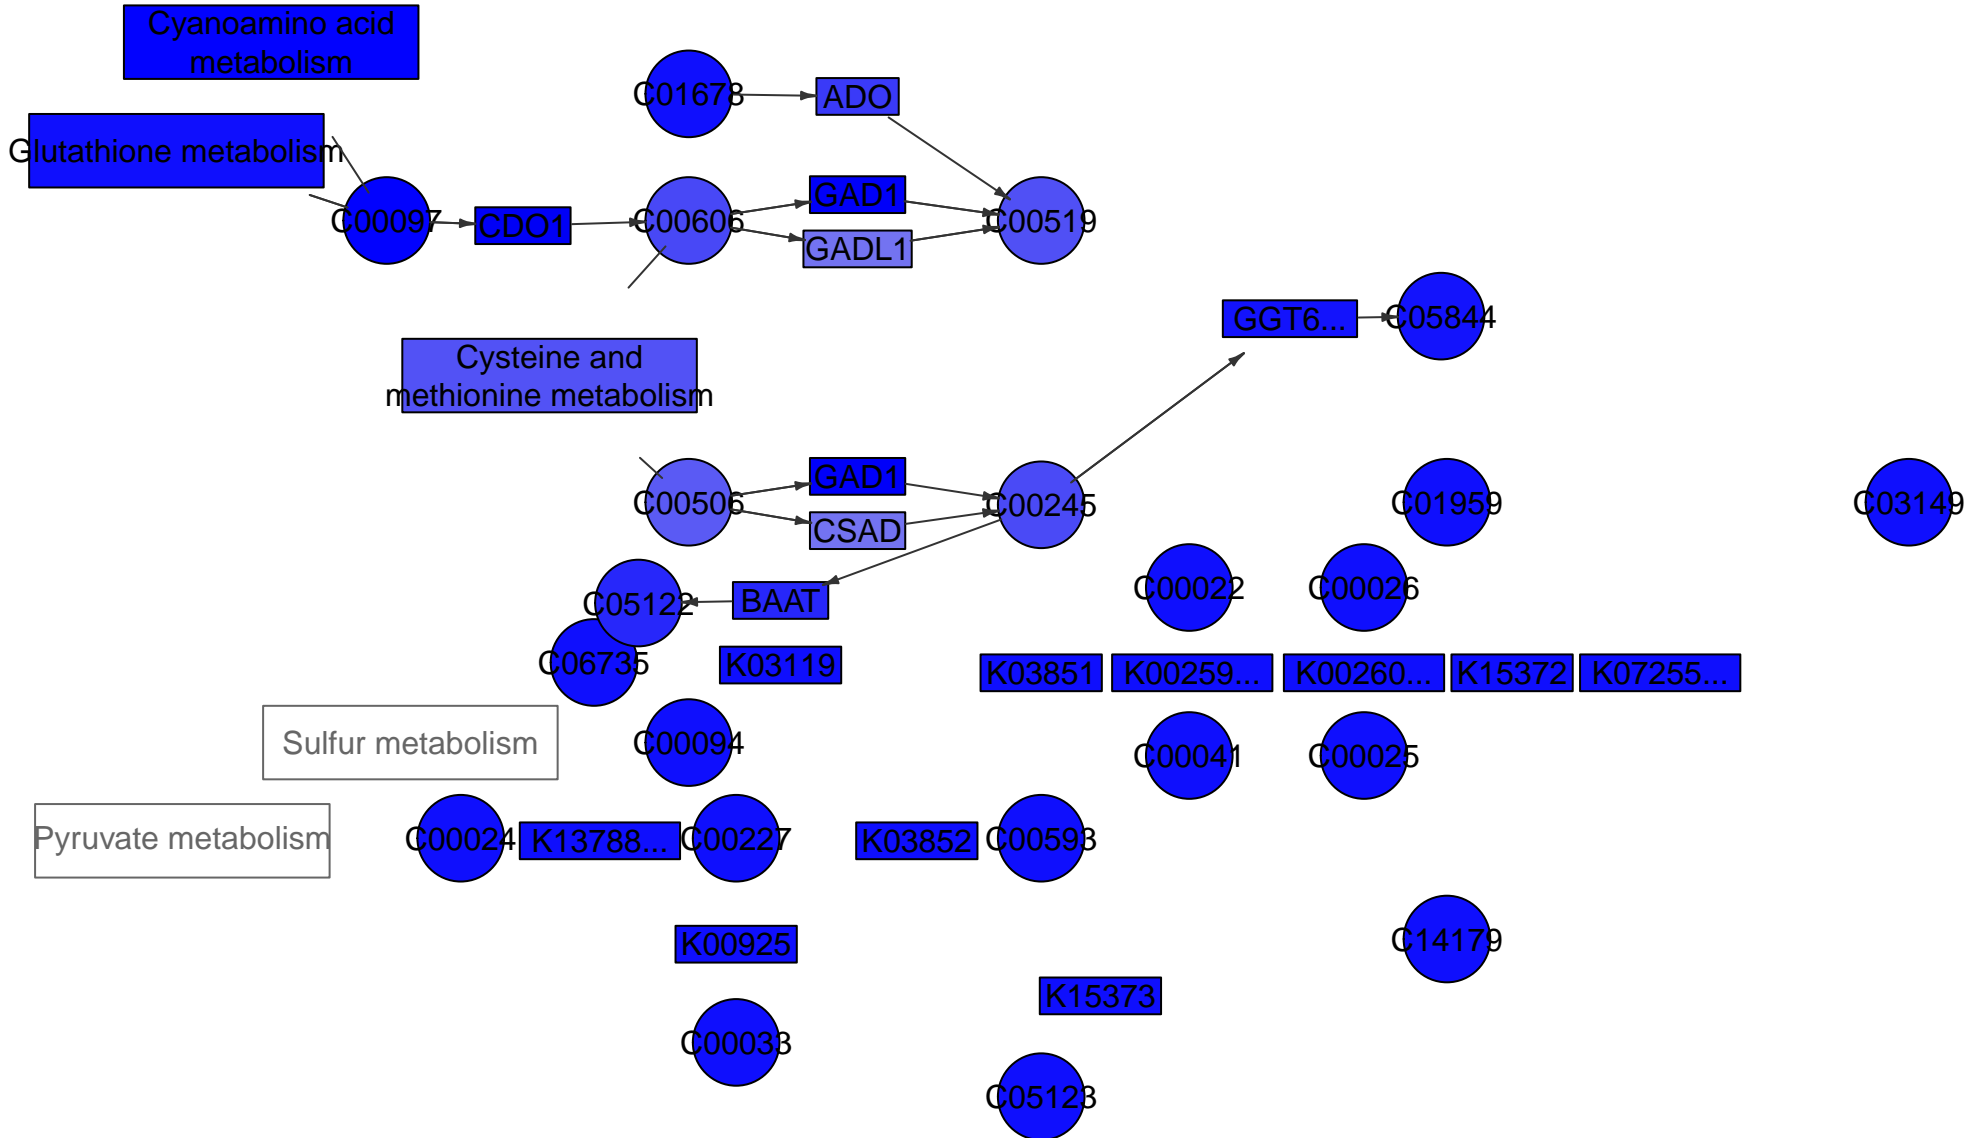 Cyanoamino acid
metabolism
C01678
ADO
Glutathione metabolism
C00097
CDO1
C00606
GAD1
GADL1
C00519
GGT6...
C05844
Cysteine and
methionine metabolism
C00506
GAD1
CSAD
C00245
C01959
C03149
C05122
BAAT
C00022
C00026
C06735
K03119
K03851
K00259...
K00260...
K15372
K07255...
Sulfur metabolism
C00094
C00041
C00025
Pyruvate metabolism
C00024
K13788...
C00227
K03852
C00593
K00925
C14179
K15373
C00033
C05123